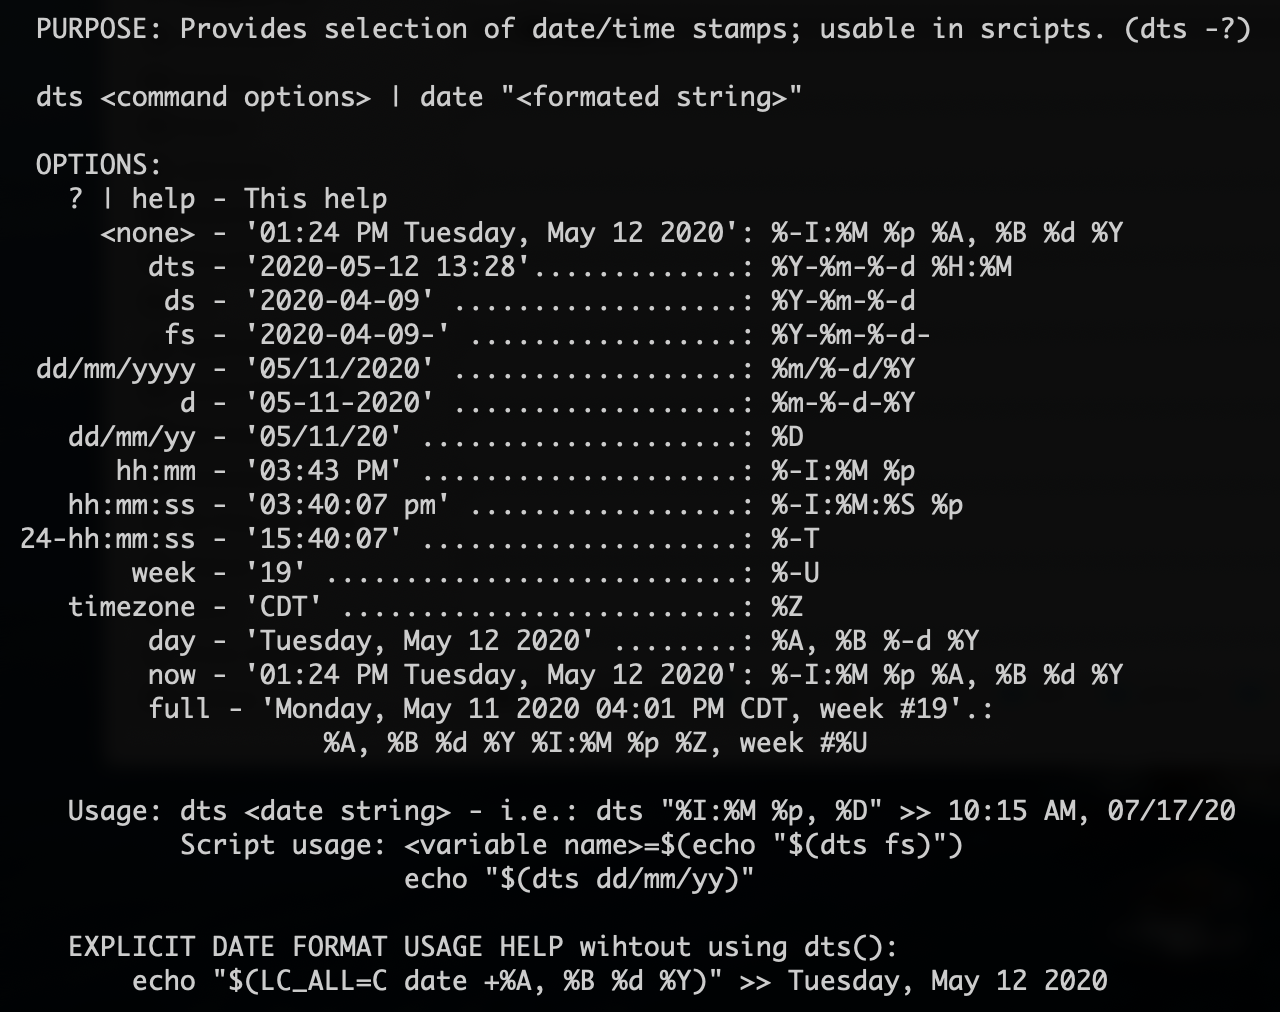 PURPOSE: Provides selection of date/time stamps; usable in srcipts. (dts -?)
dts <command options> | date "<formated string>"
OPTIONS:
? | help - This help
<none> - '01:24 PM Tuesday, May 12 2020': %-I:%M %p %A, %B %d %Y
dts - '2020-05-12 13:28'.............: %Y-%m-%-d %H:%M
ds - '2020-04-09' ..................: %Y-%m-%-d
fs - '2020-04-09-' .................: %Y-%m-%-d-
dd/mm/yyyy - '05/11/2020' ..................: %m/%-d/%Y
d - '05-11-2020' ..................: %m-%-d-%Y
dd/mm/yy - '05/11/20' ....................: %D
hh:mm - '03:43 PM' ....................: %-I:%M %p
hh:mm:ss - '03:40:07 pm' .................: %-I:%M:%S %p
24-hh:mm:ss - '15:40:07' ....................: %-T
week - '19' ..........................: %-U
timezone - 'CDT' .........................: %Z
day - 'Tuesday, May 12 2020' ........: %A, %B %-d %Y
now - '01:24 PM Tuesday, May 12 2020': %-I:%M %p %A, %B %d %Y
full - 'Monday, May 11 2020 04:01 PM CDT, week #19'.:
%A, %B %d %Y %I:%M %p %Z, week #%U
Usage: dts <date string> - i.e.: dts "%I:%M %p, %D" >> 10:15 AM, 07/17/20
Script usage: <variable name>=$(echo "$(dts fs)")
echo "$(dts dd/mm/yy)"
EXPLICIT DATE FORMAT USAGE HELP wihtout using dts():
echo "$(LC_ALL=C date +%A, %B %d %Y)" >> Tuesday, May 12 2020